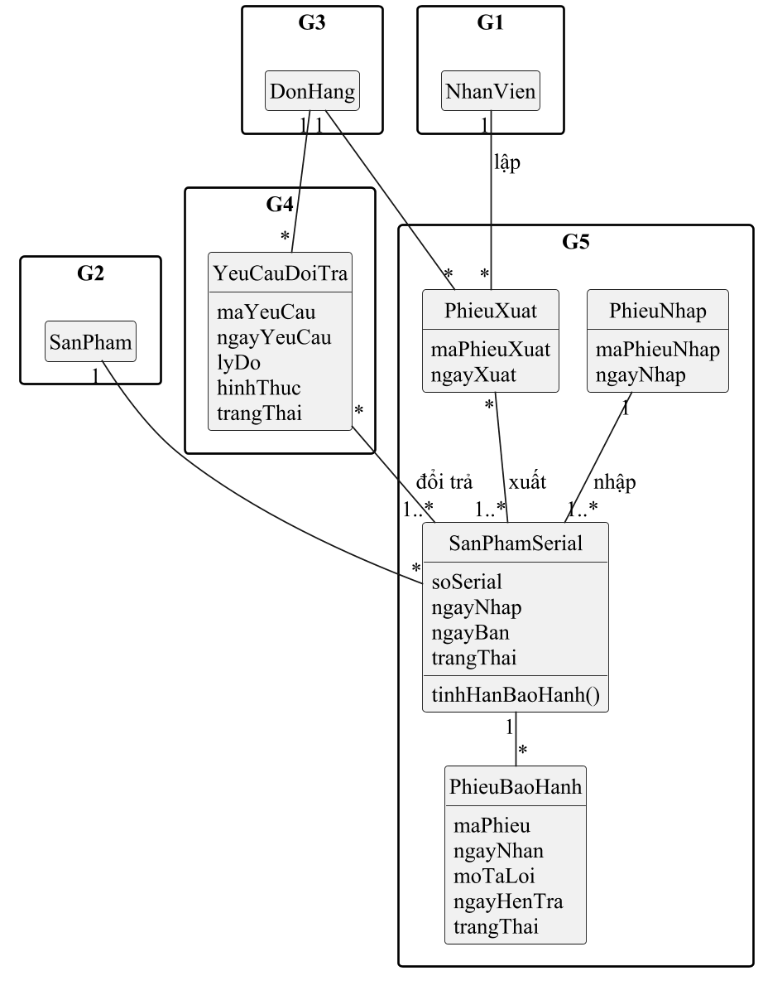 G3
G1
DonHang
NhanVien
1
1
1
lập
G4
*
G5
G2
YeuCauDoiTra
maYeuCau
ngayYeuCau
lyDo
hinhThuc
trangThai
*
*
*
PhieuXuat
maPhieuXuat
ngayXuat
PhieuNhap
maPhieuNhap
ngayNhap
SanPham
1
*
1
đổi trả
xuất
nhập
1..*
1..*
1..*
*
SanPhamSerial
soSerial
ngayNhap
ngayBan
trangThai
tinhHanBaoHanh()
1
*
PhieuBaoHanh
maPhieu
ngayNhan
moTaLoi
ngayHenTra
trangThai